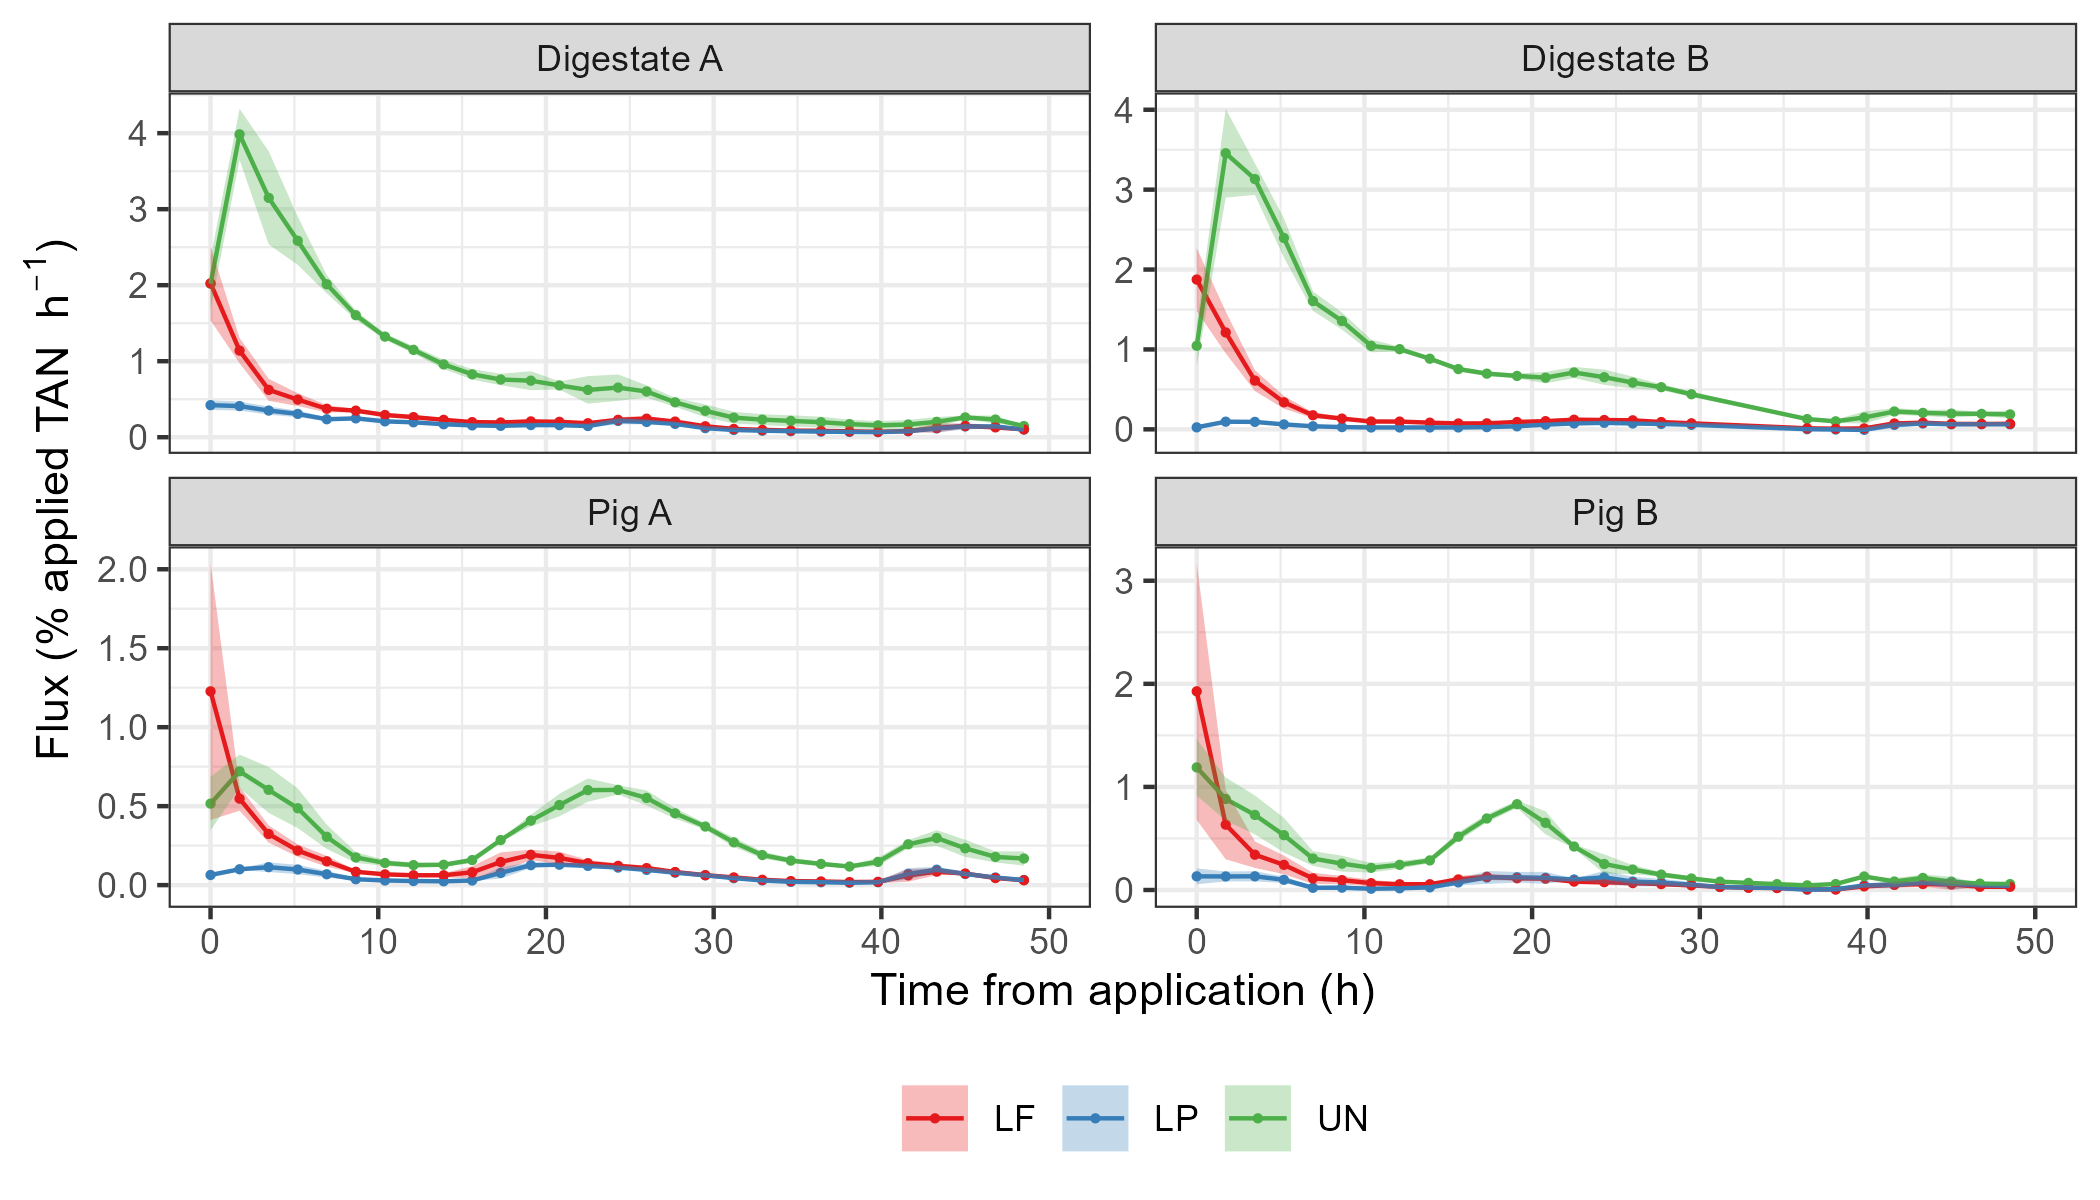 Digestate A
Digestate B
4
3
2
1
0
4
3
2
1
0
Pig A
Pig B
2.0
1.5
1.0
0.5
0.0
3
2
1
0
0 10 20 30 40 50
0 10 20 30 40 50
Flux (% applied TAN h⁻¹)
Time from application (h)
LF LP UN